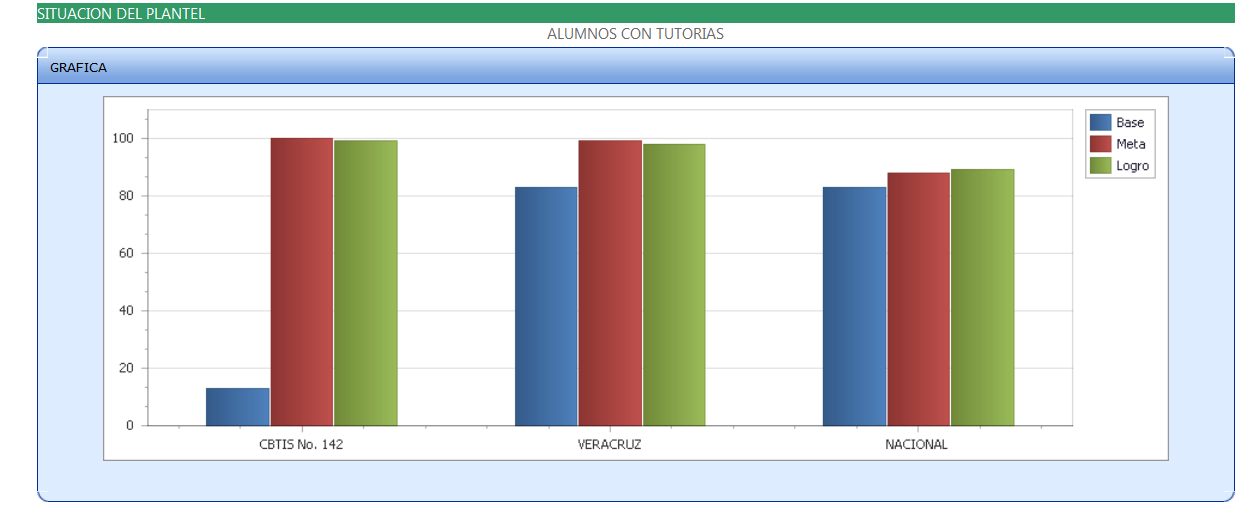 SITUACION DEL PLANTEL
ALUMNOS CON TUTORIAS
GRAFICA
100
80
60
40
20
0
CBTIS No. 142 VERACRUZ NACIONAL
Base
Meta
Logro